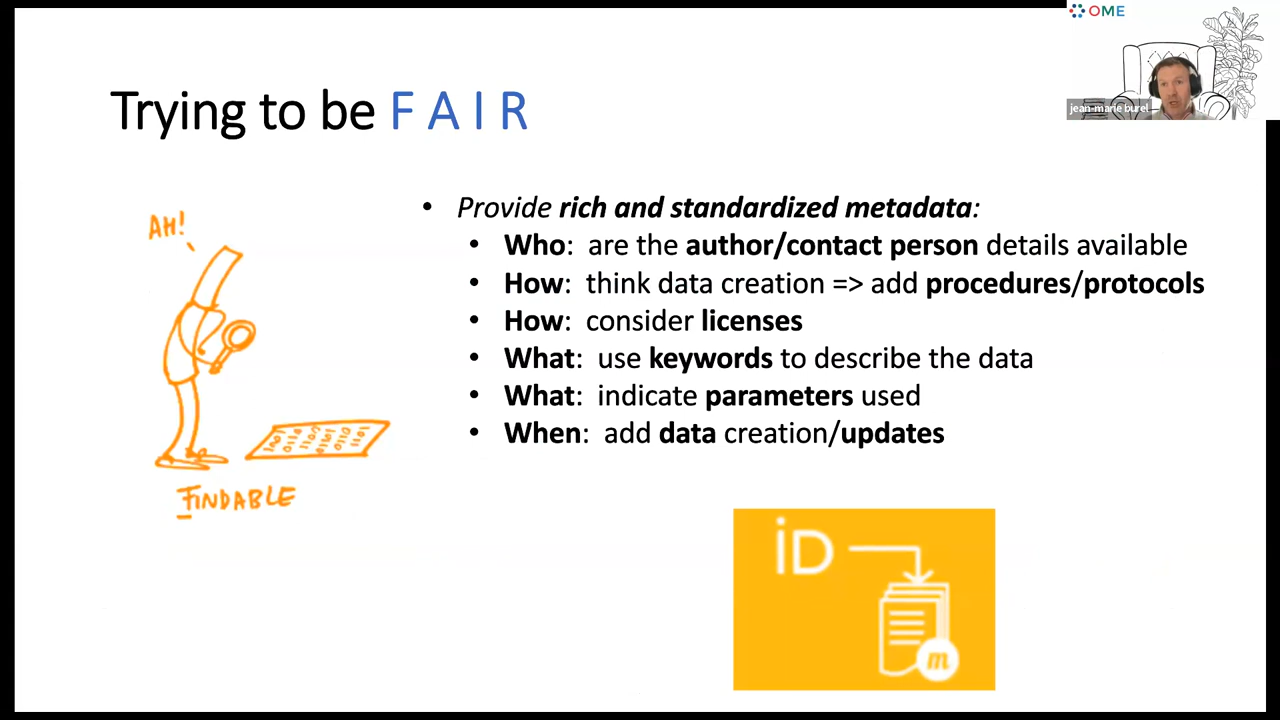 OME
jean-marie burel
Trying to be F A I R
AH!
• Provide rich and standardized metadata:
• Who: are the author/contact person details available
• How: think data creation => add procedures/protocols
• How: consider licenses
• What: use keywords to describe the data
• What: indicate parameters used
• When: add data creation/updates
FINDABLE
iD
m